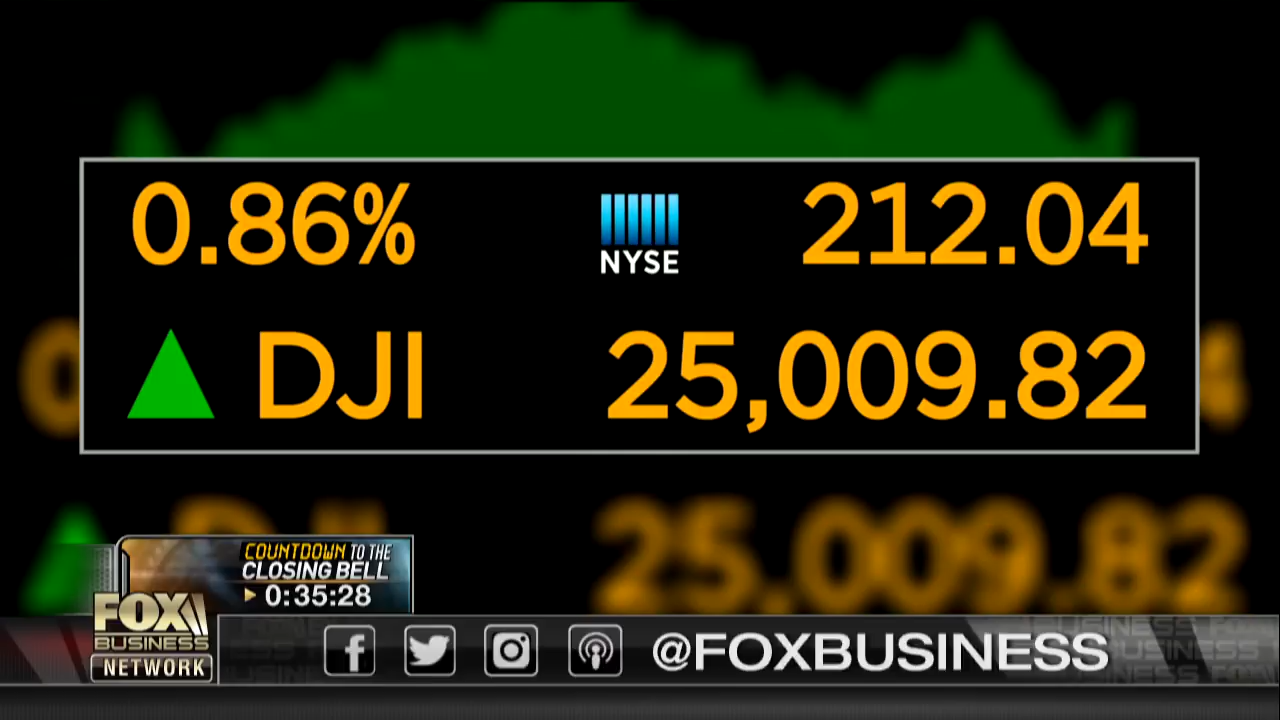 0.86% NYSE 212.04
▲ DJI 25,009.82
DJI 25,009.82
COUNTDOWN TO THE
CLOSING BELL
0:35:28
FOX
BUSINESS
NETWORK
@FOXBUSINESS